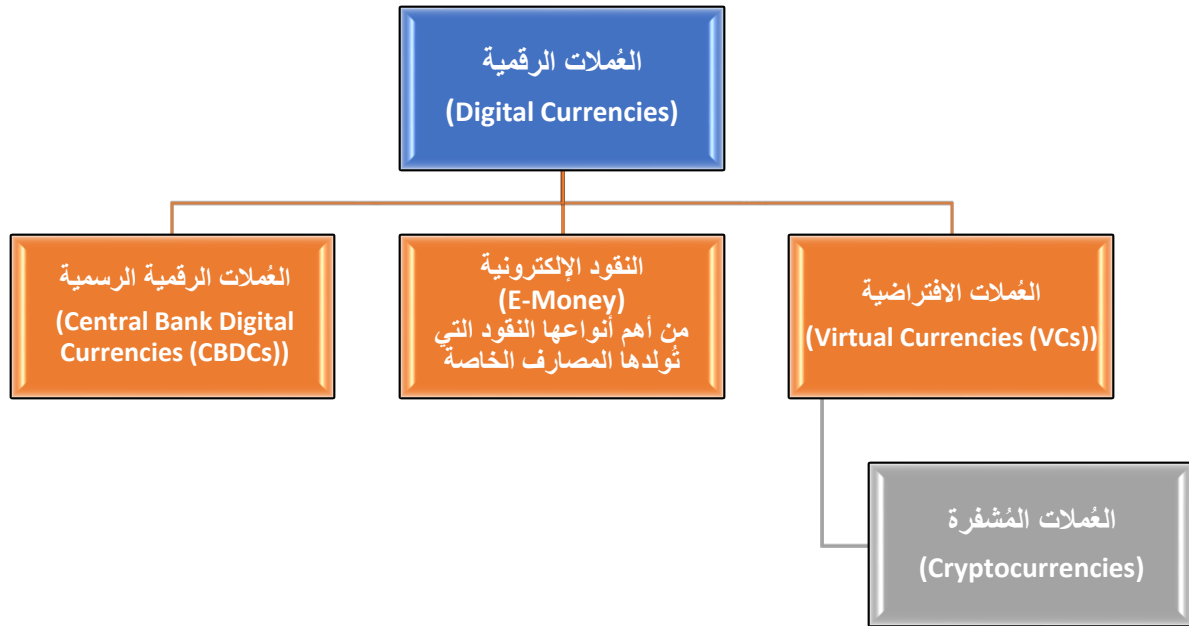 العُملات الرقمية
(Digital Currencies)
العُملات الافتراضية
(Virtual Currencies (VCs))
النقود الإلكترونية
(E-Money)
من أهم أنواعها النقود التي
تُولدها المصارف الخاصة
العُملات الرقمية الرسمية
(Central Bank Digital
Currencies (CBDCs))
العُملات المُشفرة
(Cryptocurrencies)